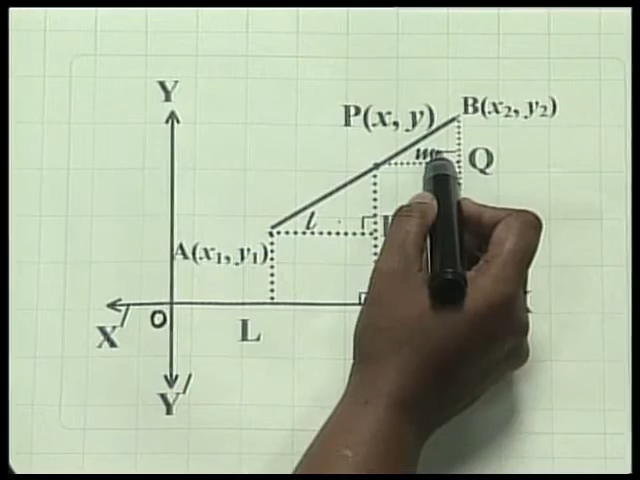 Y
B(x₂, y₂)
P(x, y)
m
Q
l
A(x₁, y₁)
O
X′
L
Y′